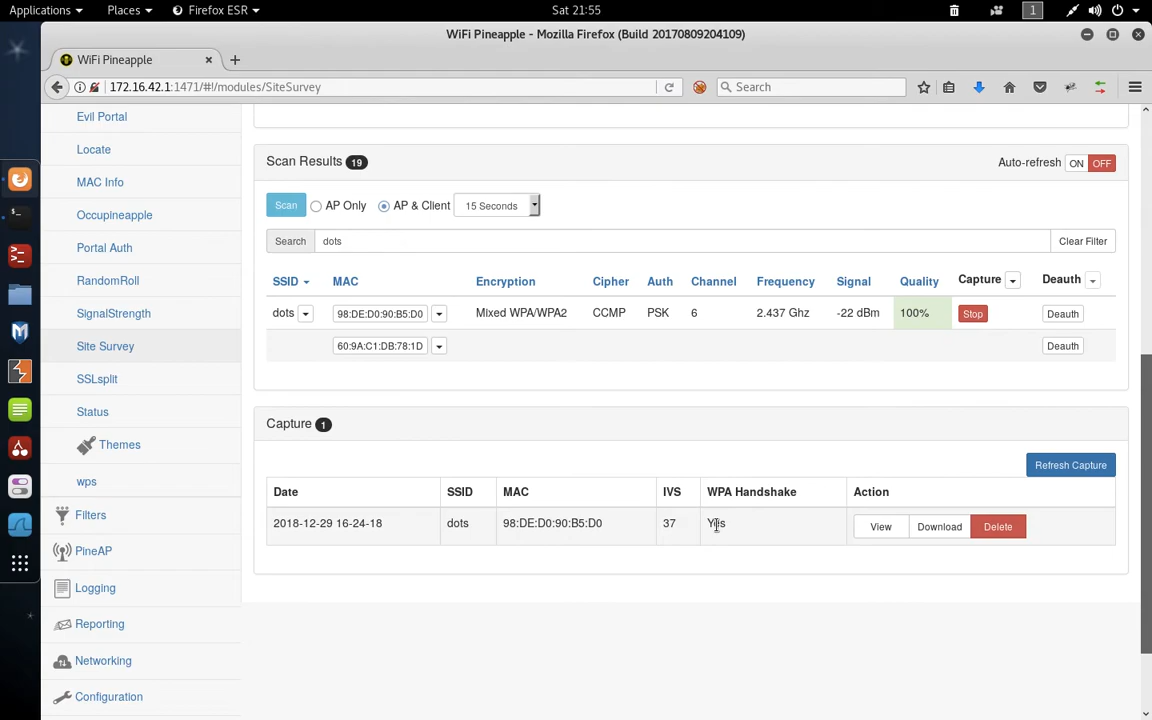 Applications Places Firefox ESR Sat 21:55 1
WiFi Pineapple - Mozilla Firefox (Build 20170809204109)
WiFi Pineapple
172.16.42.1:1471/#!/modules/SiteSurvey Search
Evil Portal
Locate
MAC Info
Occupineapple
Portal Auth
RandomRoll
SignalStrength
Site Survey
SSLsplit
Status
Themes
wps
Filters
PineAP
Logging
Reporting
Networking
Configuration
Scan Results 19 Auto-refresh ON OFF
Scan AP Only AP & Client 15 Seconds
Search dots Clear Filter
SSID MAC Encryption Cipher Auth Channel Frequency Signal Quality Capture Deauth
dots 98:DE:D0:90:B5:D0 Mixed WPA/WPA2 CCMP PSK 6 2.437 Ghz -22 dBm 100% Stop Deauth
60:9A:C1:DB:78:1D Deauth
Capture 1
Refresh Capture
Date SSID MAC IVS WPA Handshake Action
2018-12-29 16-24-18 dots 98:DE:D0:90:B5:D0 37 Yes View Download Delete